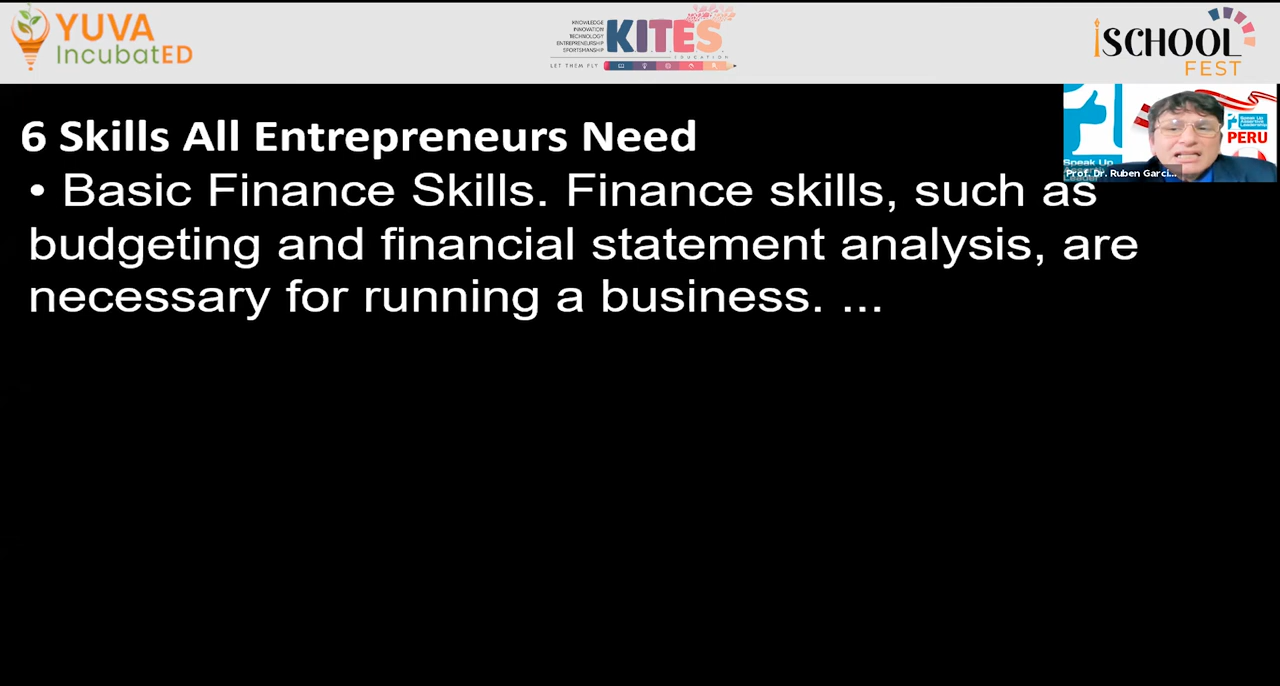 YUVA
IncubatED
KNOWLEDGE
INNOVATION
TECHNOLOGY
ENTREPRENEURSHIP
SPORTSMANSHIP
KITES
EDUCATION
LET THEM FLY
iSCHOOL
FEST
6 Skills All Entrepreneurs Need
• Basic Finance Skills. Finance skills, such as
budgeting and financial statement analysis, are
necessary for running a business. ...
Speak Up
PERU
Prof. Dr. Ruben Garci...